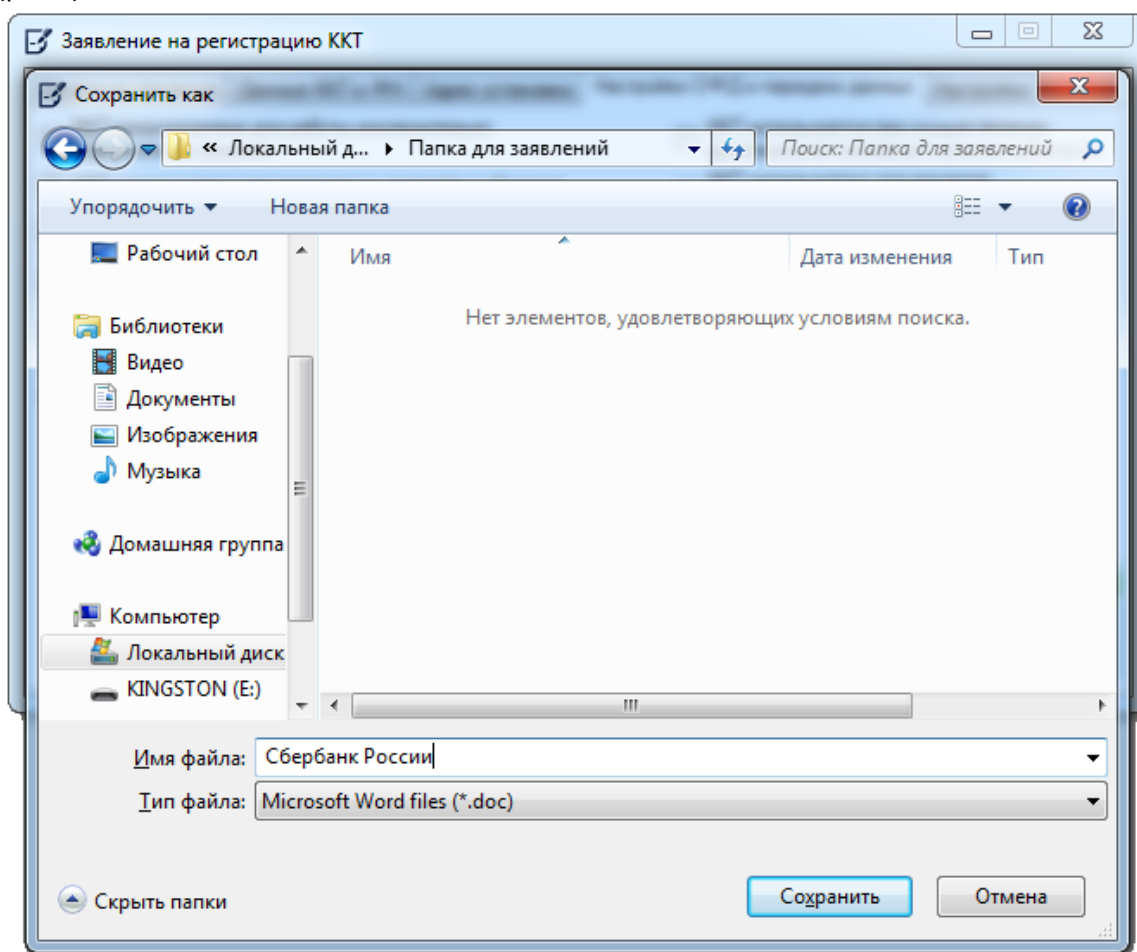 Заявление на регистрацию ККТ
Сохранить как
« Локальный д... ▸ Папка для заявлений
Поиск: Папка для заявлений
Упорядочить Новая папка
Рабочий стол
Имя Дата изменения Тип
Нет элементов, удовлетворяющих условиям поиска.
Библиотеки
Видео
Документы
Изображения
Музыка
Домашняя группа
Компьютер
Локальный диск
KINGSTON (E:)
Имя файла: Сбербанк России
Тип файла: Microsoft Word files (*.doc)
Скрыть папки
Сохранить Отмена